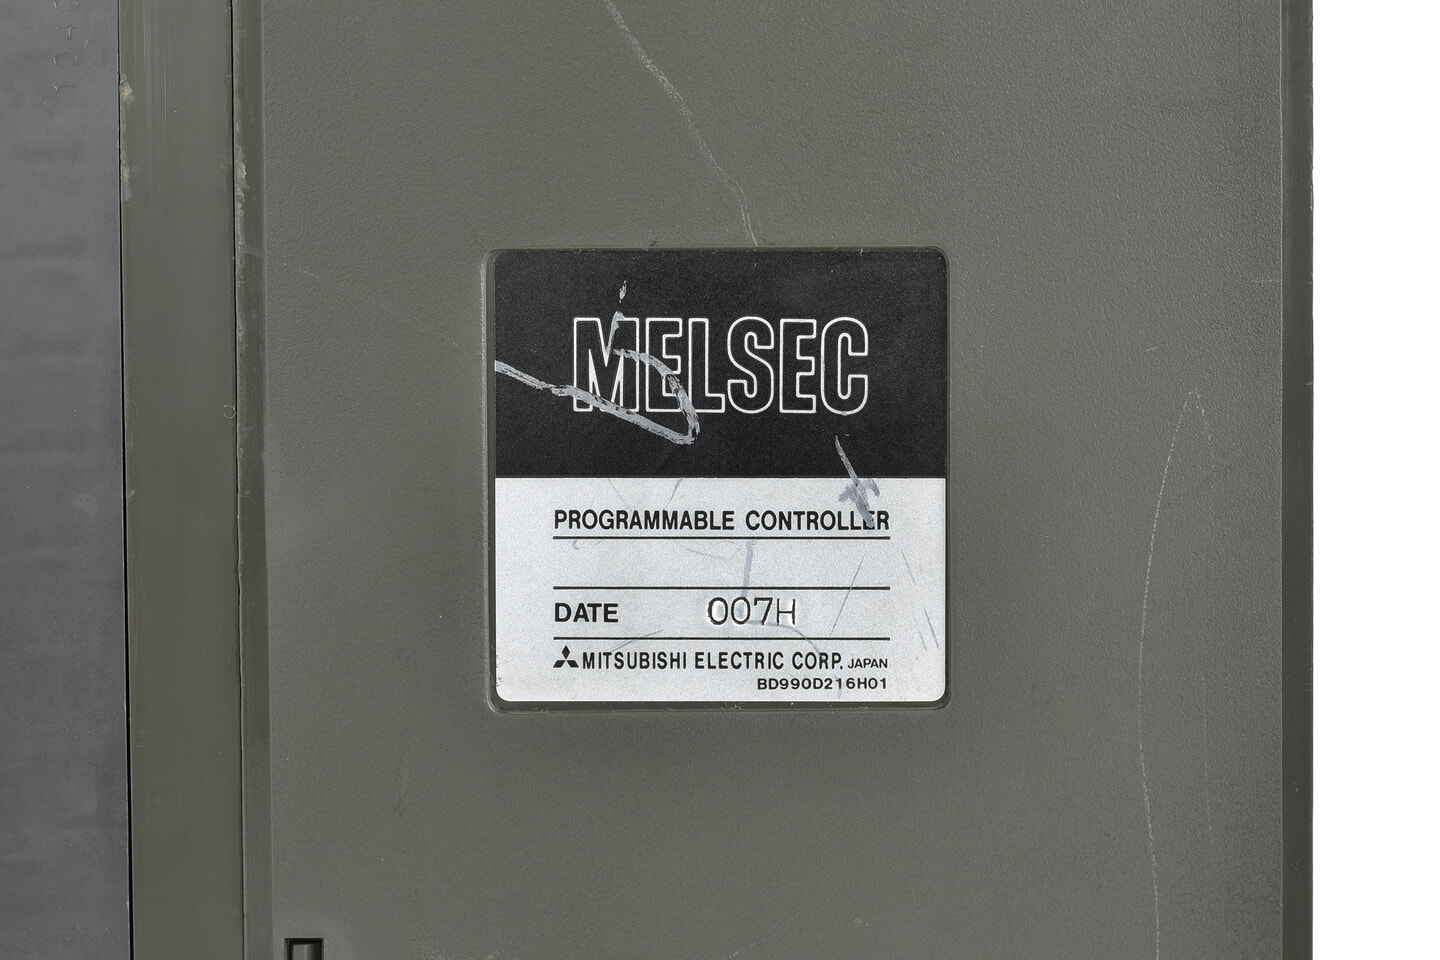 MELSEC
PROGRAMMABLE CONTROLLER
DATE 007H
MITSUBISHI ELECTRIC CORP. JAPAN
BD990D216H01